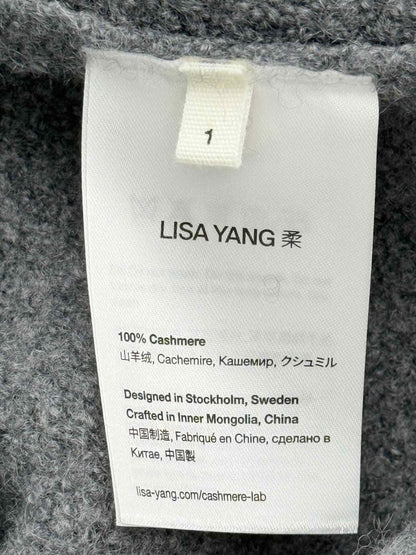 1
LISA YANG 柔
100% Cashmere
山羊绒, Cachemire, Кашемир, クシュミル
Designed in Stockholm, Sweden
Crafted in Inner Mongolia, China
中国制造, Fabriqué en Chine, сделано в
Китае, 中国製
lisa-yang.com/cashmere-lab